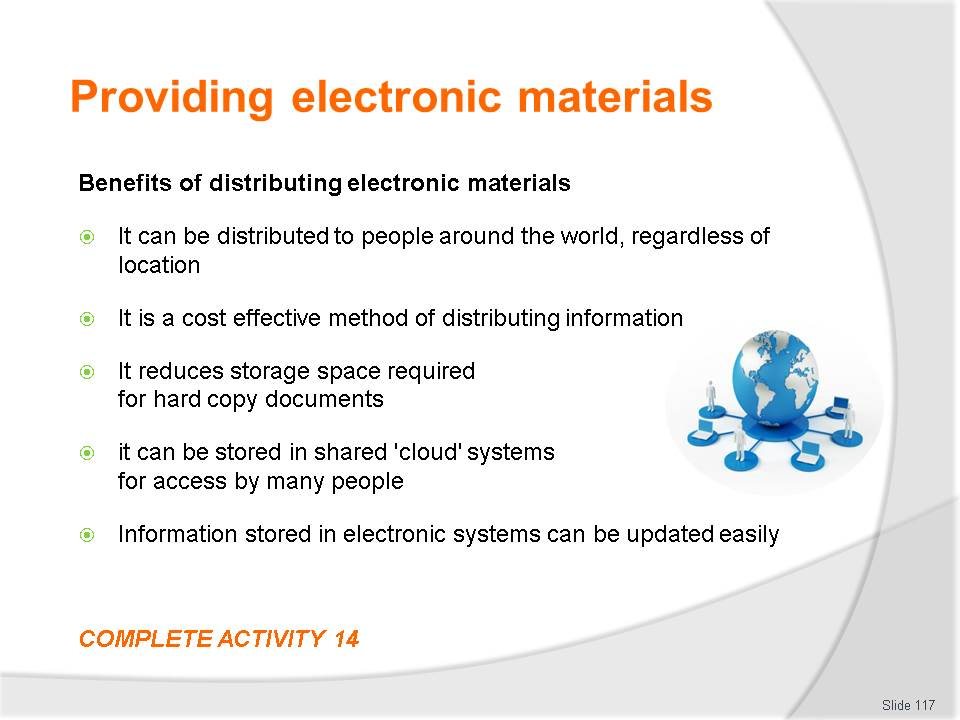 Providing electronic materials
Benefits of distributing electronic materials
It can be distributed to people around the world, regardless of
location
It is a cost effective method of distributing information
It reduces storage space required
for hard copy documents
it can be stored in shared 'cloud' systems
for access by many people
Information stored in electronic systems can be updated easily
COMPLETE ACTIVITY 14
Slide 117